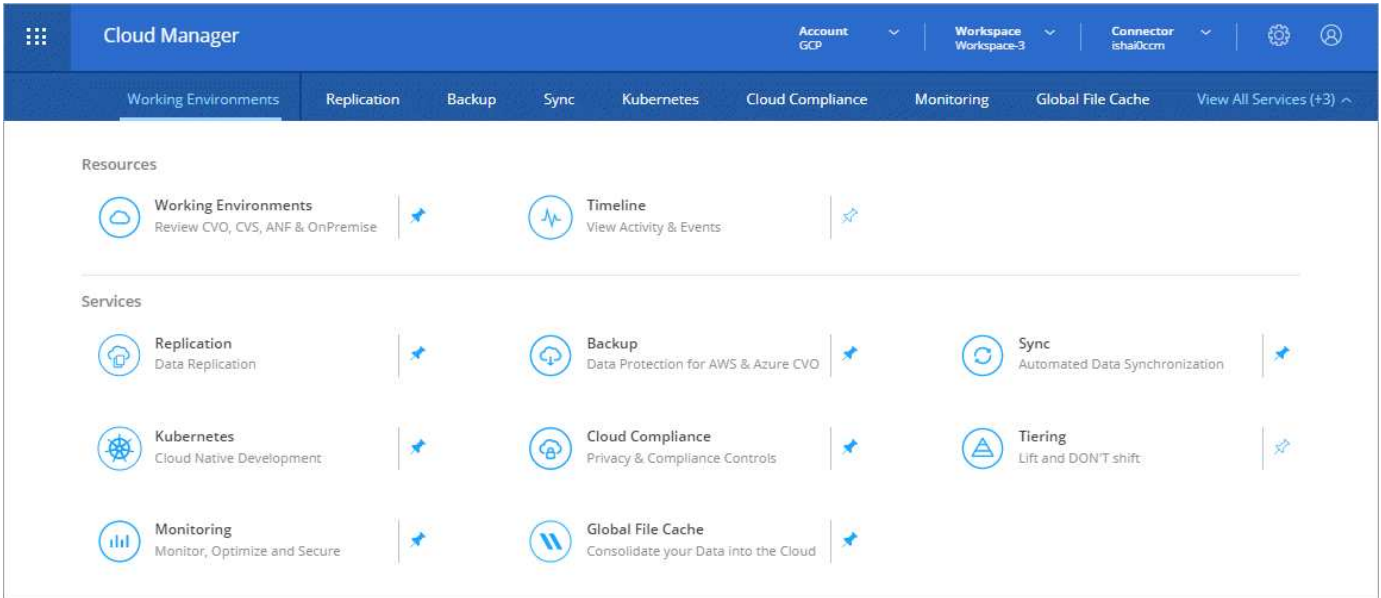 Cloud Manager
Account
GCP
Workspace
Workspace-3
Connector
ishai0ccm
Working Environments
Replication
Backup
Sync
Kubernetes
Cloud Compliance
Monitoring
Global File Cache
View All Services (+3)
Resources
Working Environments
Review CVO, CVS, ANF & OnPremise
Timeline
View Activity & Events
Services
Replication
Data Replication
Backup
Data Protection for AWS & Azure CVO
Sync
Automated Data Synchronization
Kubernetes
Cloud Native Development
Cloud Compliance
Privacy & Compliance Controls
Tiering
Lift and DON'T shift
Monitoring
Monitor, Optimize and Secure
Global File Cache
Consolidate your Data into the Cloud